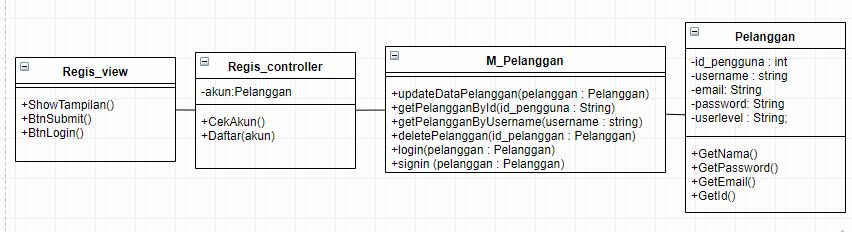 Regis_view
+ShowTampilan()
+BtnSubmit()
+BtnLogin()
Regis_controller
-akun:Pelanggan
+CekAkun()
+Daftar(akun)
M_Pelanggan
+updateDataPelanggan(pelanggan : Pelanggan)
+getPelangganById(id_pengguna : String)
+getPelangganByUsername(username : string)
+deletePelanggan(id_pelanggan : Pelanggan)
+login(pelanggan : Pelanggan)
+signin (pelanggan : Pelanggan)
Pelanggan
-id_pengguna : int
-username : string
-email: String
-password: String
-userlevel : String;
+GetNama()
+GetPassword()
+GetEmail()
+GetId()